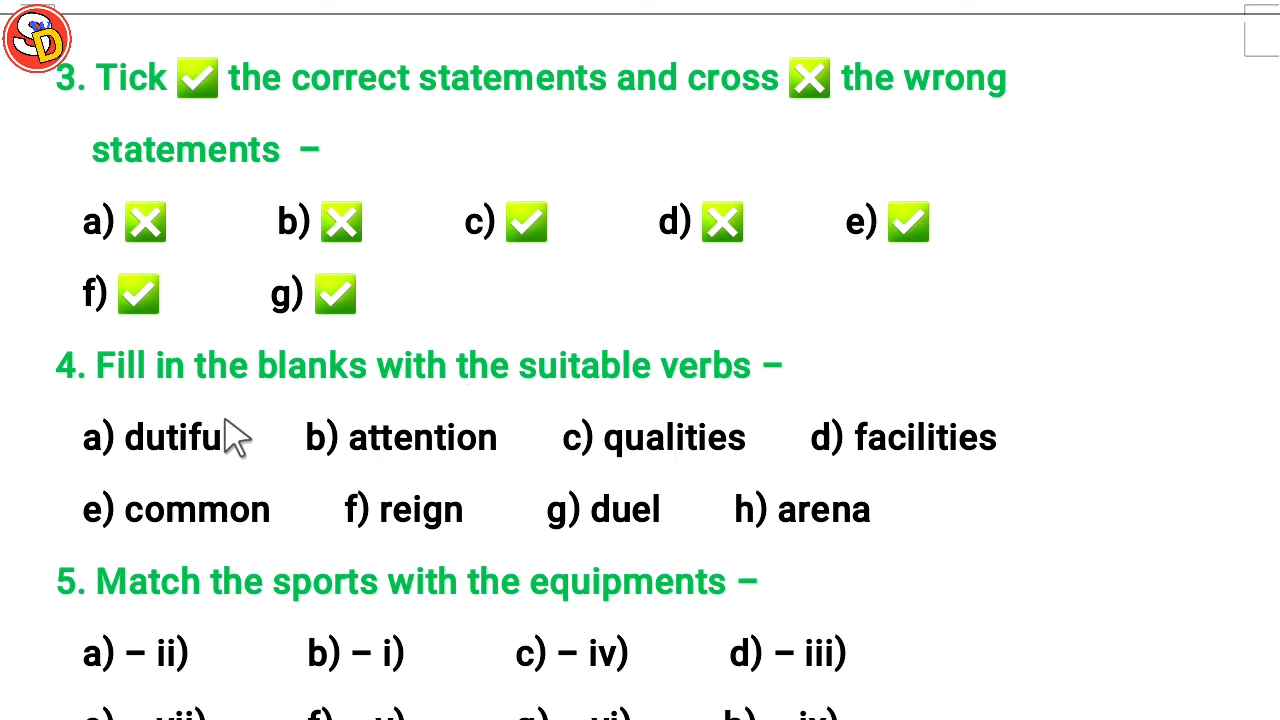 SD
3. Tick ✅ the correct statements and cross ❎ the wrong
statements –
a) ❎ b) ❎ c) ✅ d) ❎ e) ✅
f) ✅ g) ✅
4. Fill in the blanks with the suitable verbs –
a) dutifu b) attention c) qualities d) facilities
e) common f) reign g) duel h) arena
5. Match the sports with the equipments –
a) – ii) b) – i) c) – iv) d) – iii)